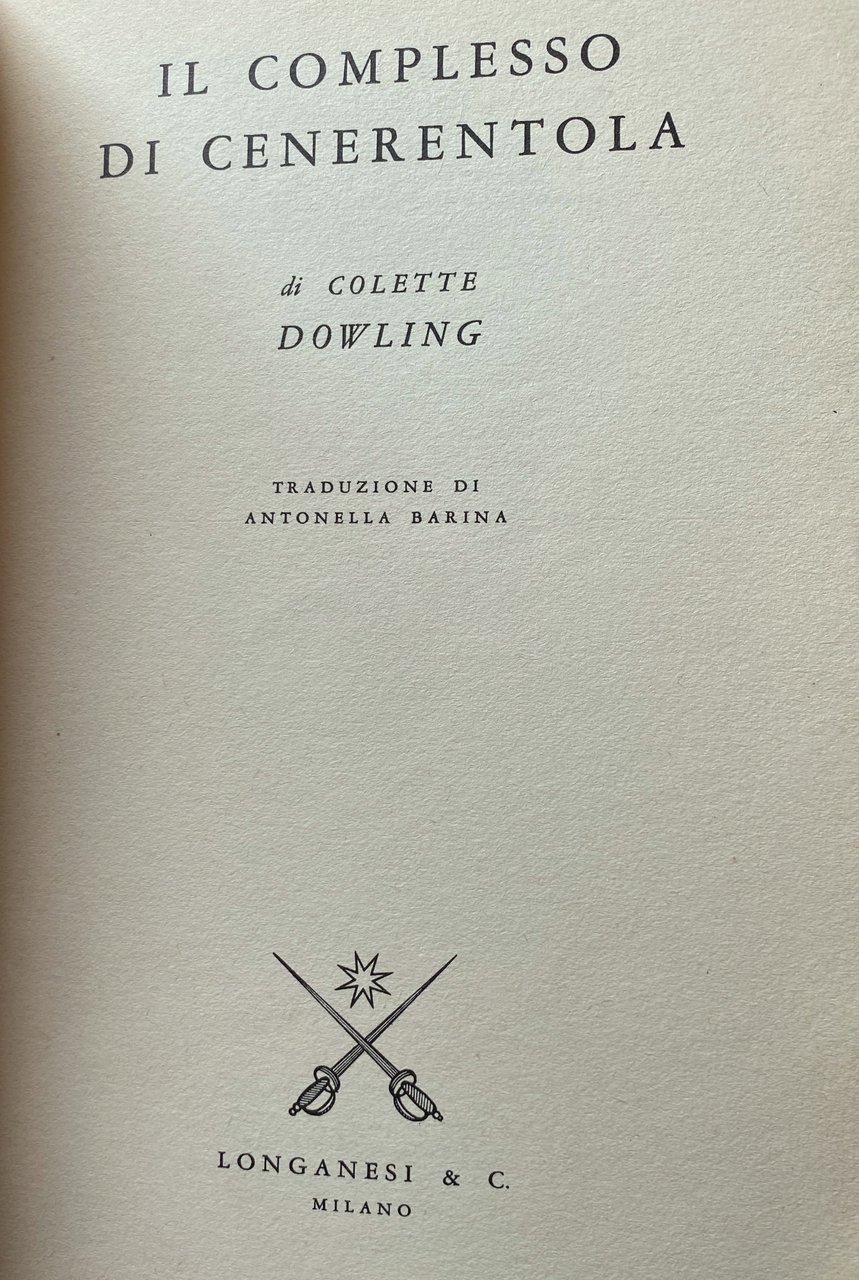 IL COMPLESSO
DI CENERENTOLA
di COLETTE
DOWLING
TRADUZIONE DI
ANTONELLA BARINA
LONGANESI & C.
MILANO